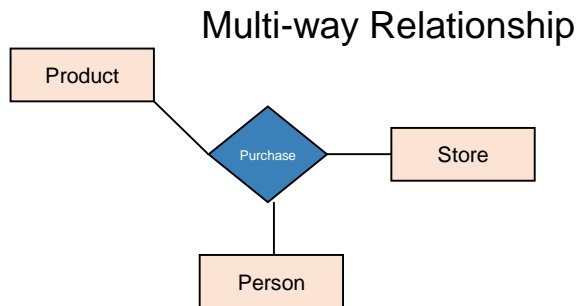 Multi-way Relationship
Product
Purchase
Store
Person